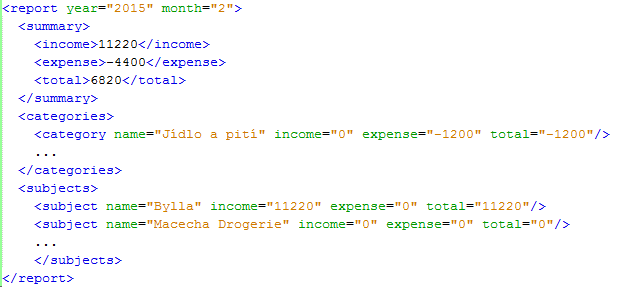 <report year="2015" month="2">
  <summary>
    <income>11220</income>
    <expense>-4400</expense>
    <total>6820</total>
  </summary>
  <categories>
    <category name="Jídlo a pití" income="0" expense="-1200" total="-1200"/>
    ...
  </categories>
  <subjects>
    <subject name="Bylla" income="11220" expense="0" total="11220"/>
    <subject name="Macecha Drogerie" income="0" expense="0" total="0"/>
    ...
    </subjects>
</report>